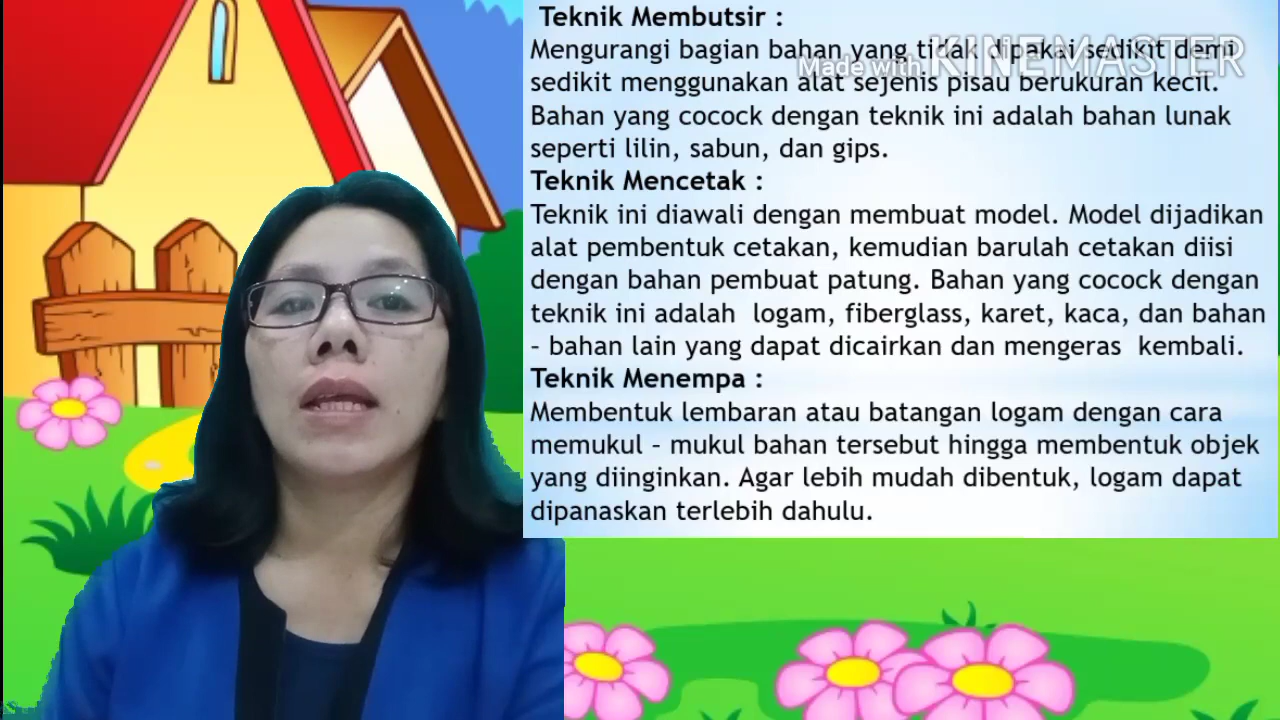 Teknik Membutsir :
Mengurangi bagian bahan yang tidak dipakai sedikit demi
Made with KINEMASTER
sedikit menggunakan alat sejenis pisau berukuran kecil.
Bahan yang cocock dengan teknik ini adalah bahan lunak
seperti lilin, sabun, dan gips.
Teknik Mencetak :
Teknik ini diawali dengan membuat model. Model dijadikan
alat pembentuk cetakan, kemudian barulah cetakan diisi
dengan bahan pembuat patung. Bahan yang cocock dengan
teknik ini adalah logam, fiberglass, karet, kaca, dan bahan
– bahan lain yang dapat dicairkan dan mengeras kembali.
Teknik Menempa :
Membentuk lembaran atau batangan logam dengan cara
memukul – mukul bahan tersebut hingga membentuk objek
yang diinginkan. Agar lebih mudah dibentuk, logam dapat
dipanaskan terlebih dahulu.